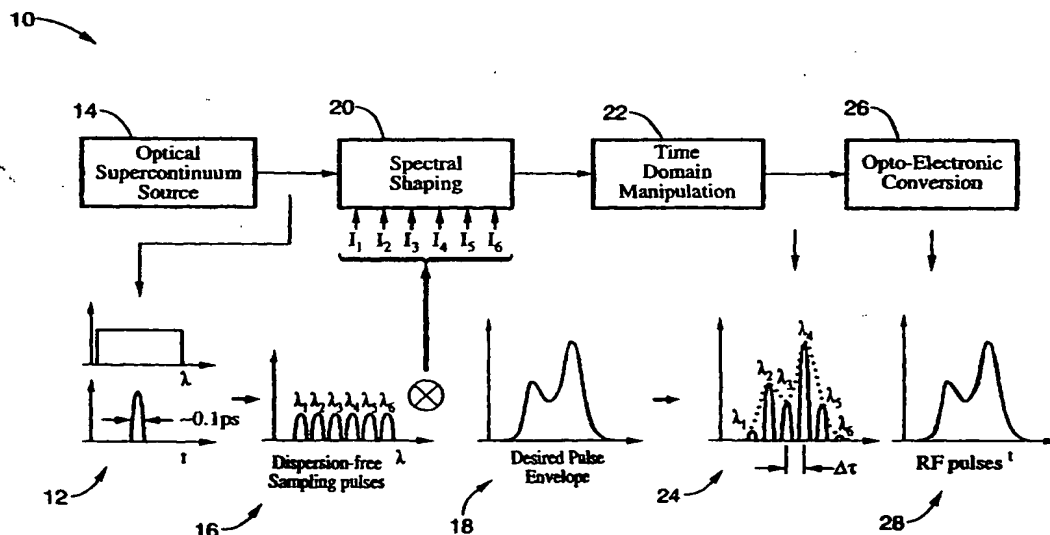 10
14
20
22
26
Optical
Supercontinuum
Source
Spectral
Shaping
Time
Domain
Manipulation
Opto-Electronic
Conversion
I₁ I₂ I₃ I₄ I₅ I₆
λ
~0.1ps
t
12
λ₁ λ₂ λ₃ λ₄ λ₅ λ₆
λ
Dispersion-free
Sampling pulses
16
Desired Pulse
Envelope
18
λ₁ λ₂ λ₃ λ₄ λ₅ λ₆
Δτ
24
RF pulses t
28